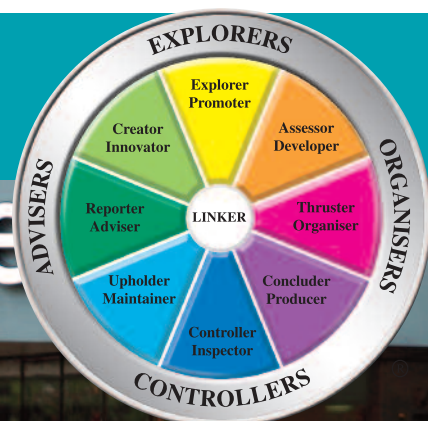 EXPLORERS
Explorer
Promoter
Creator
Innovator
Assessor
Developer
ADVISERS
ORGANISERS
Reporter
Adviser
LINKER
Thruster
Organiser
Upholder
Maintainer
Concluder
Producer
Controller
Inspector
CONTROLLERS
e